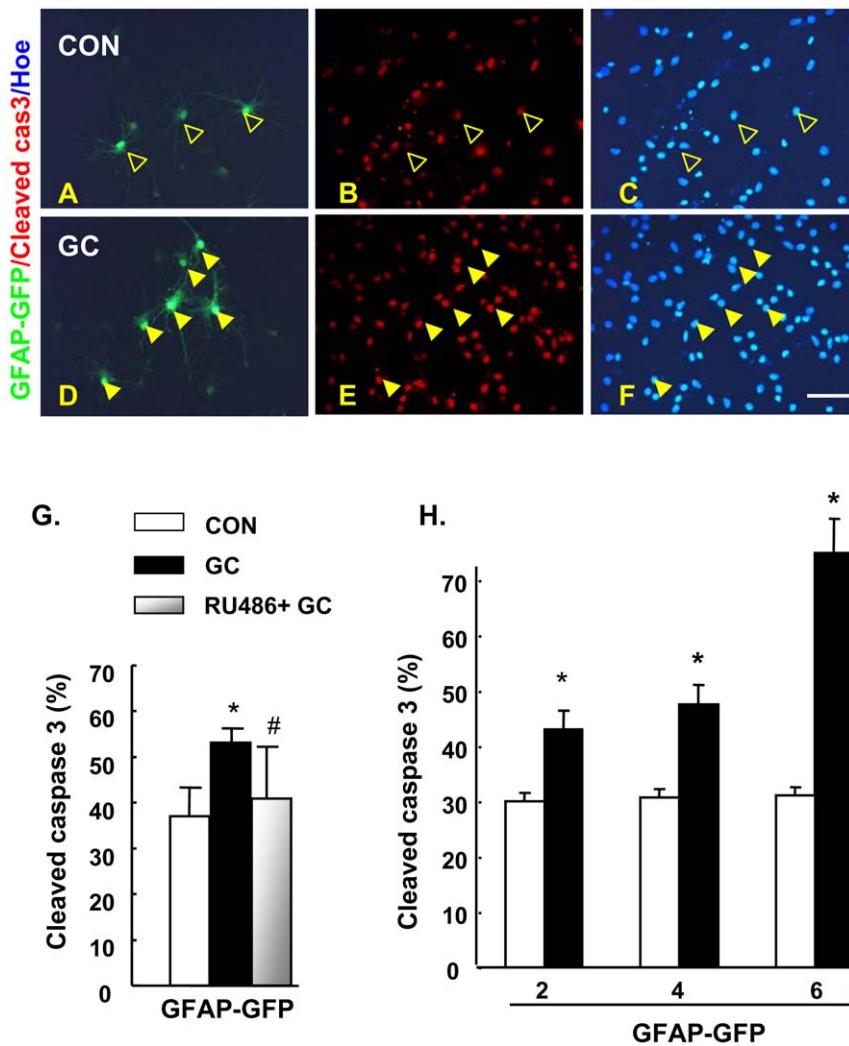 GFAP-GFP/Cleaved cas3/Hoe
CON
A
B
C
GC
D
E
F
G.
CON
GC
RU486+ GC
Cleaved caspase 3 (%)
70
60
50
40
30
20
10
0
*
#
GFAP-GFP
H.
Cleaved caspase 3 (%)
70
60
50
40
30
20
10
0
*
*
*
2 4 6
GFAP-GFP